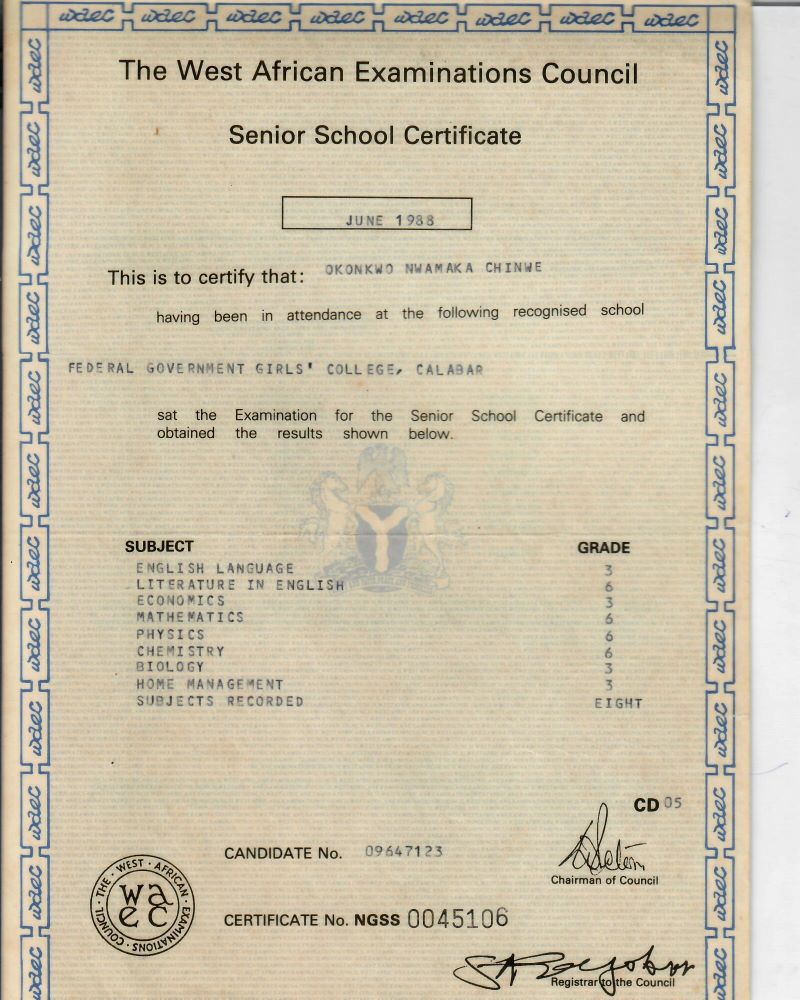 waec waec waec waec waec waec waec waec
The West African Examinations Council
Senior School Certificate
JUNE 1988
This is to certify that: OKONKWO NWAMAKA CHINWE
having been in attendance at the following recognised school
FEDERAL GOVERNMENT GIRLS' COLLEGE, CALABAR
sat the Examination for the Senior School Certificate and
obtained the results shown below.
SUBJECT GRADE
ENGLISH LANGUAGE 3
LITERATURE IN ENGLISH 6
ECONOMICS 3
MATHEMATICS 6
PHYSICS 6
CHEMISTRY 6
BIOLOGY 3
HOME MANAGEMENT 3
SUBJECTS RECORDED EIGHT
CD 05
CANDIDATE No. 09647123
Chairman of Council
THE · WEST · AFRICAN · EXAMINATIONS · COUNCIL
wa
ec
CERTIFICATE No. NGSS 0045106
Registrar to the Council